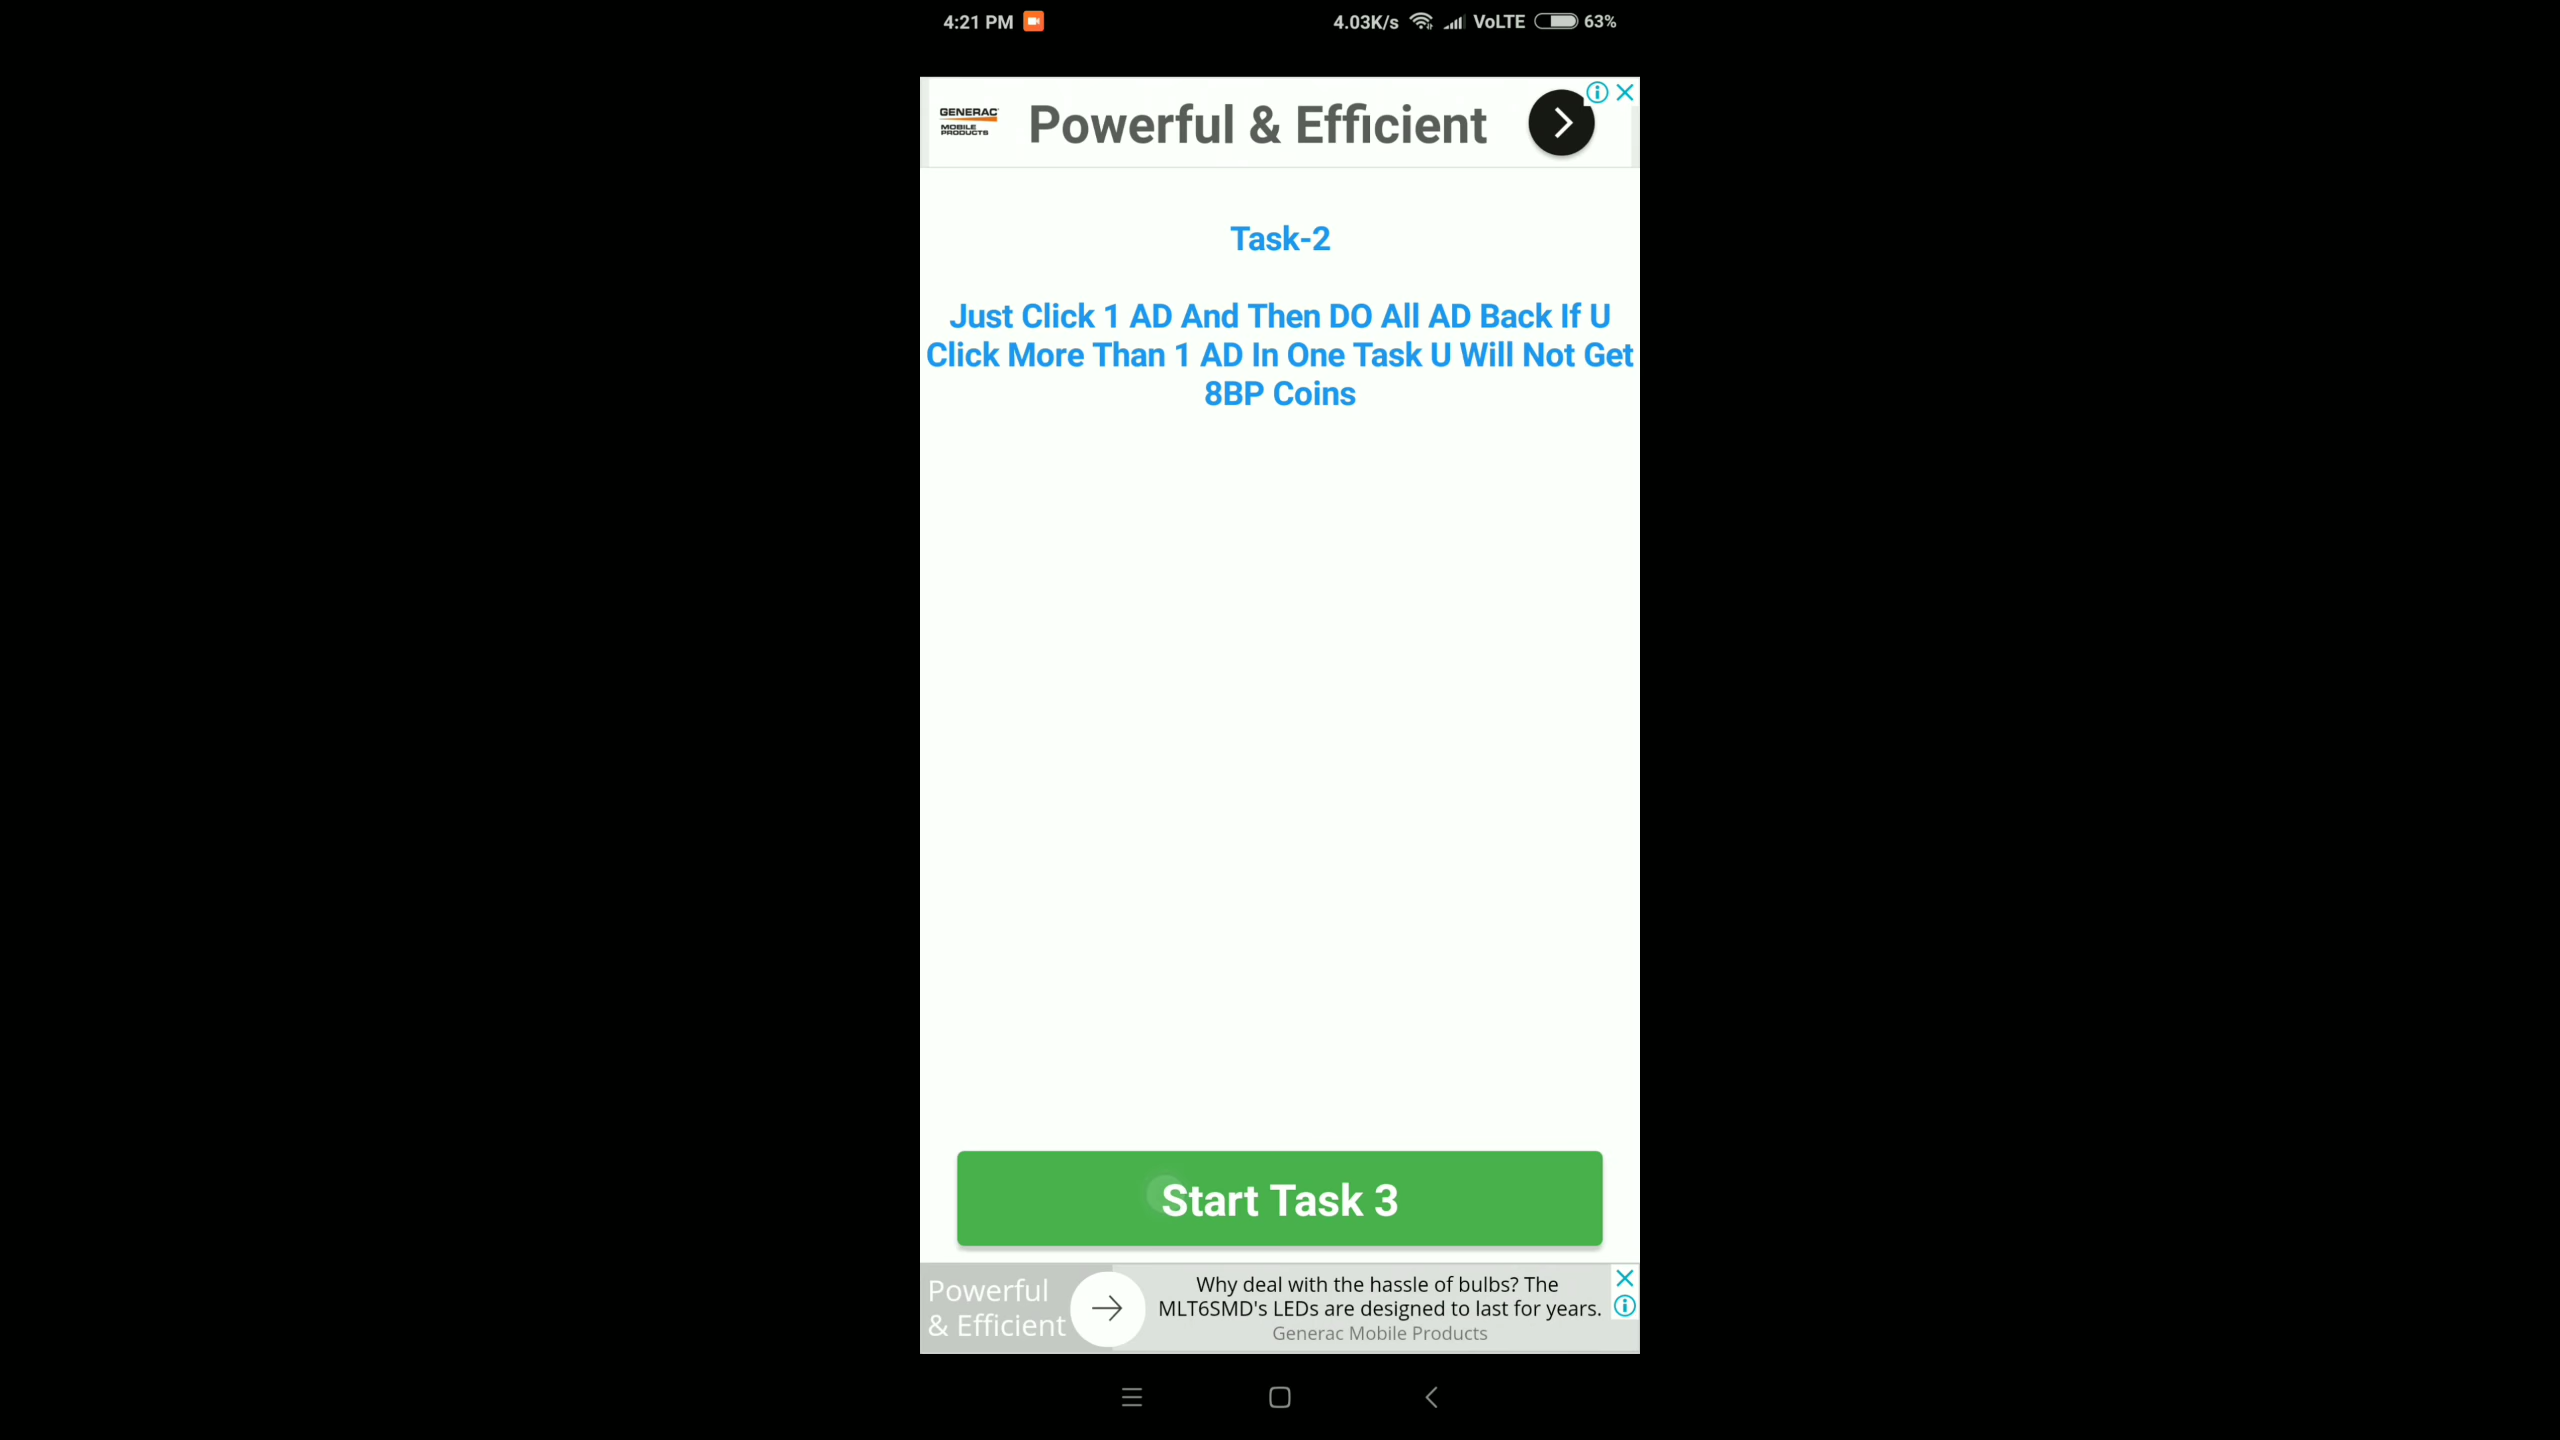 4:21 PM 4.03K/s VoLTE 63%
GENERAC
MOBILE
PRODUCTS
Powerful & Efficient
Task-2
Just Click 1 AD And Then DO All AD Back If U
Click More Than 1 AD In One Task U Will Not Get
8BP Coins
Start Task 3
Powerful
& Efficient
Why deal with the hassle of bulbs? The
MLT6SMD's LEDs are designed to last for years.
Generac Mobile Products